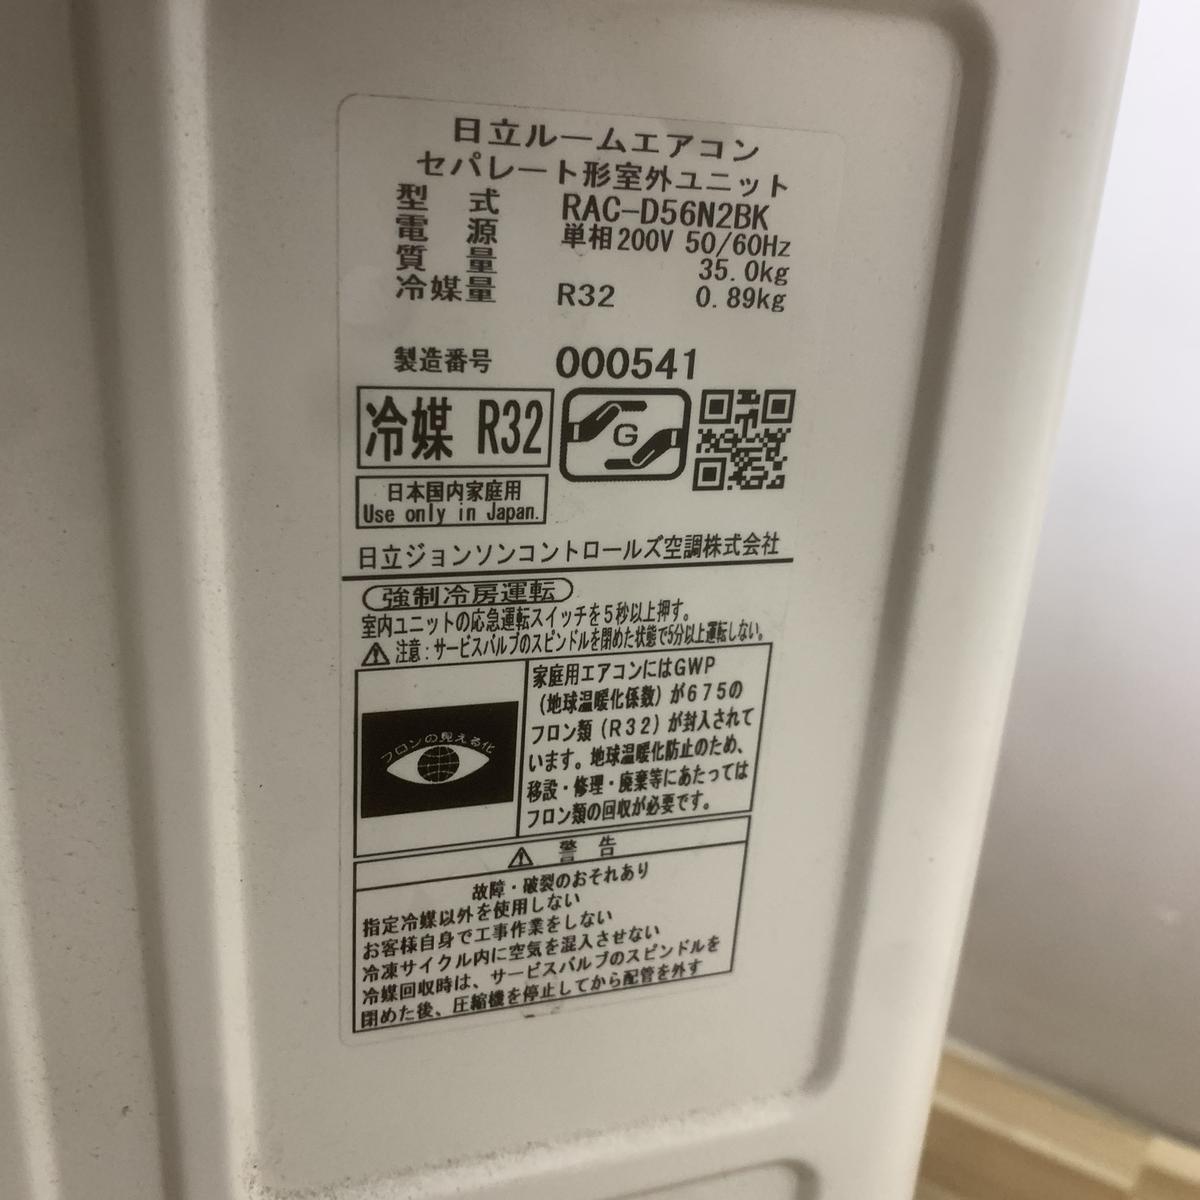 日立ルームエアコン
セパレート形室外ユニット
型式 RAC-D56N2BK
電源 単相200V 50/60Hz
質量 35.0kg
冷媒量 R32 0.89kg
製造番号 000541
冷媒 R32
G
日本国内家庭用
Use only in Japan.
日立ジョンソンコントロールズ空調株式会社
強制冷房運転
室内ユニットの応急運転スイッチを5秒以上押す。
注意:サービスバルブのスピンドルを閉めた状態で5分以上運転しない。
フロンの見える化
家庭用エアコンにはGWP
(地球温暖化係数)が675の
フロン類(R32)が封入されて
います。地球温暖化防止のため、
移設・修理・廃棄等にあたっては
フロン類の回収が必要です。
警告
故障・破裂のおそれあり
指定冷媒以外を使用しない
お客様自身で工事作業をしない
冷凍サイクル内に空気を混入させない
冷媒回収時は、サービスバルブのスピンドルを
閉めた後、圧縮機を停止してから配管を外す